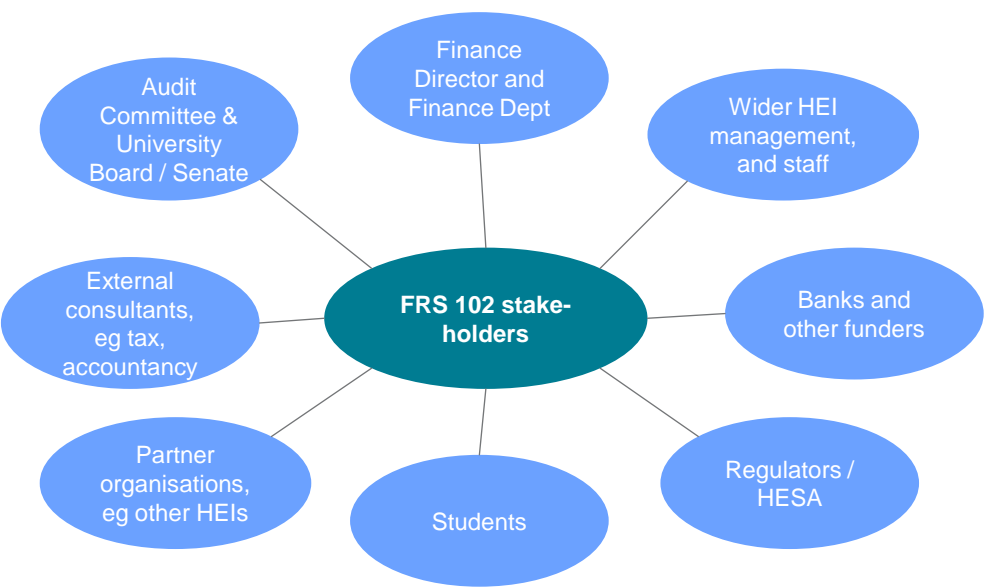 Finance
Director and
Finance Dept
Audit
Committee &
University
Board / Senate
Wider HEI
management,
and staff
External
consultants,
eg tax,
accountancy
FRS 102 stake-
holders
Banks and
other funders
Partner
organisations,
eg other HEIs
Students
Regulators /
HESA